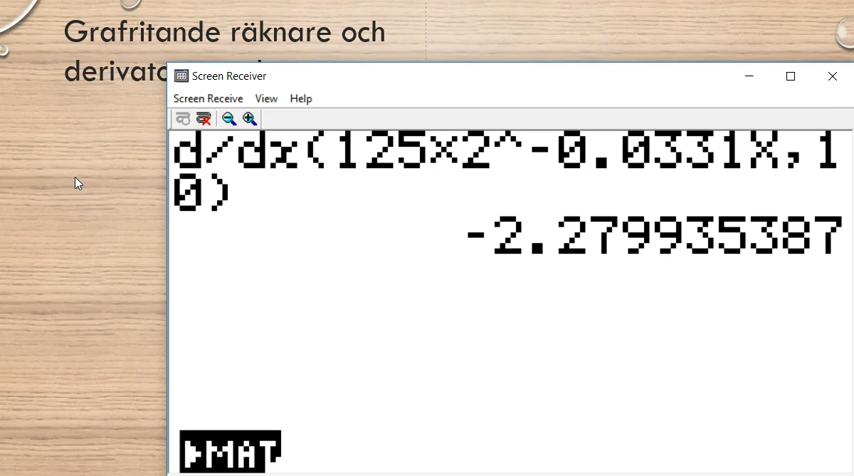 Grafritande räknare och
Screen Receiver
Screen Receive View Help
d/dx(125×2^-0.0331X,1
0)
-2.279935387
▶MAT